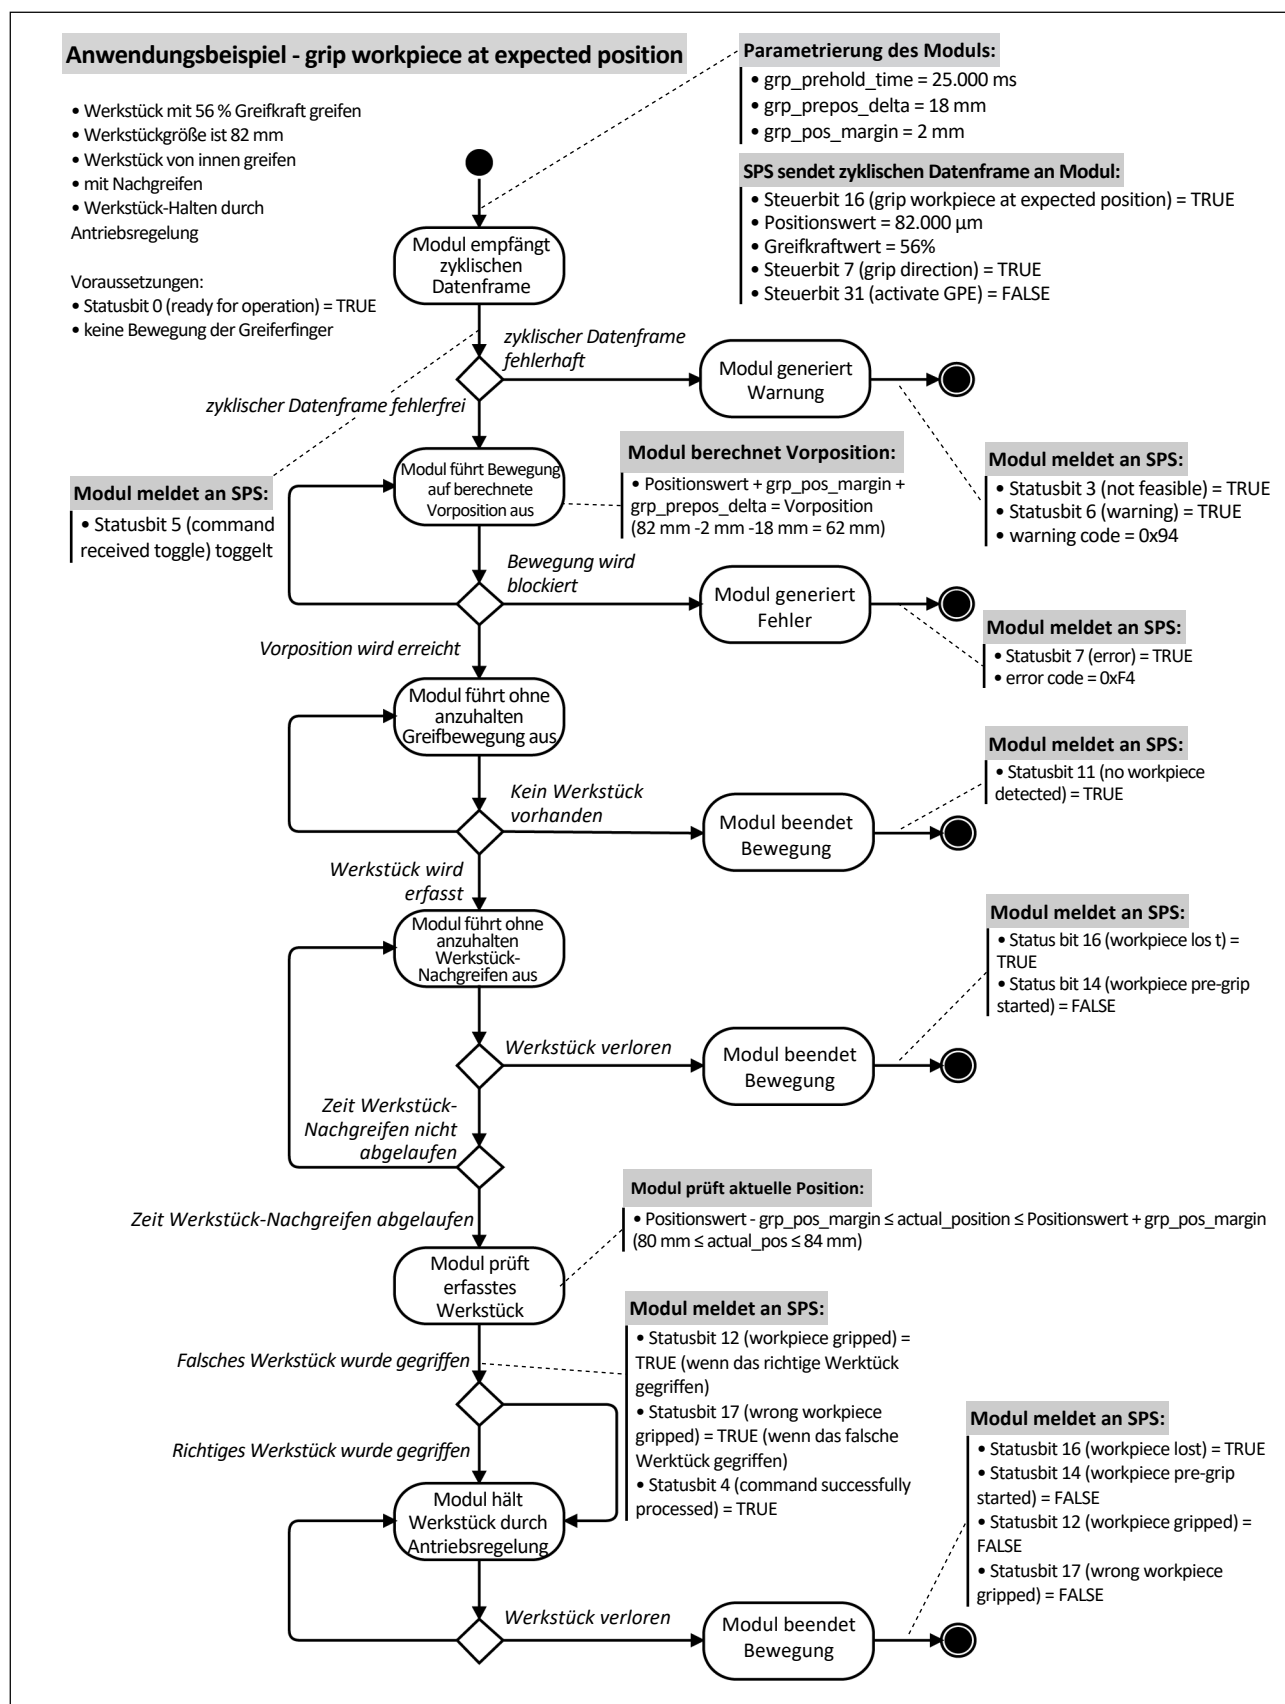 Anwendungsbeispiel - grip workpiece at expected position
• Werkstück mit 56 % Greifkraft greifen
• Werkstückgröße ist 82 mm
• Werkstück von innen greifen
• mit Nachgreifen
• Werkstück-Halten durch
Antriebsregelung
Voraussetzungen:
• Statusbit 0 (ready for operation) = TRUE
• keine Bewegung der Greiferfinger
Parametrierung des Moduls:
• grp_prehold_time = 25.000 ms
• grp_prepos_delta = 18 mm
• grp_pos_margin = 2 mm
SPS sendet zyklischen Datenframe an Modul:
• Steuerbit 16 (grip workpiece at expected position) = TRUE
• Positionswert = 82.000 µm
• Greifkraftwert = 56%
• Steuerbit 7 (grip direction) = TRUE
• Steuerbit 31 (activate GPE) = FALSE
Modul empfängt
zyklischen
Datenframe
zyklischer Datenframe
fehlerhaft
Modul generiert
Warnung
zyklischer Datenframe fehlerfrei
Modul meldet an SPS:
• Statusbit 3 (not feasible) = TRUE
• Statusbit 6 (warning) = TRUE
• warning code = 0x94
Modul meldet an SPS:
• Statusbit 5 (command
received toggle) toggelt
Modul führt Bewegung
auf berechnete
Vorposition aus
Modul berechnet Vorposition:
• Positionswert + grp_pos_margin +
grp_prepos_delta = Vorposition
(82 mm -2 mm -18 mm = 62 mm)
Bewegung wird
blockiert
Modul generiert
Fehler
Modul meldet an SPS:
• Statusbit 7 (error) = TRUE
• error code = 0xF4
Vorposition wird erreicht
Modul führt ohne
anzuhalten
Greifbewegung aus
Kein Werkstück
vorhanden
Modul beendet
Bewegung
Modul meldet an SPS:
• Statusbit 11 (no workpiece
detected) = TRUE
Werkstück wird
erfasst
Modul führt ohne
anzuhalten
Werkstück-
Nachgreifen aus
Modul meldet an SPS:
• Status bit 16 (workpiece los t) =
TRUE
• Status bit 14 (workpiece pre-grip
started) = FALSE
Werkstück verloren
Modul beendet
Bewegung
Zeit Werkstück-
Nachgreifen nicht
abgelaufen
Zeit Werkstück-Nachgreifen abgelaufen
Modul prüft aktuelle Position:
• Positionswert - grp_pos_margin ≤ actual_position ≤ Positionswert + grp_pos_margin
(80 mm ≤ actual_pos ≤ 84 mm)
Modul prüft
erfasstes
Werkstück
Modul meldet an SPS:
• Statusbit 12 (workpiece gripped) =
TRUE (wenn das richtige Werktück
gegriffen)
• Statusbit 17 (wrong workpiece
gripped) = TRUE (wenn das falsche
Werktück gegriffen)
• Statusbit 4 (command successfully
processed) = TRUE
Falsches Werkstück wurde gegriffen
Richtiges Werkstück wurde gegriffen
Modul hält
Werkstück durch
Antriebsregelung
Modul meldet an SPS:
• Statusbit 16 (workpiece lost) = TRUE
• Statusbit 14 (workpiece pre-grip
started) = FALSE
• Statusbit 12 (workpiece gripped) =
FALSE
• Statusbit 17 (wrong workpiece
gripped) = FALSE
Werkstück verloren
Modul beendet
Bewegung